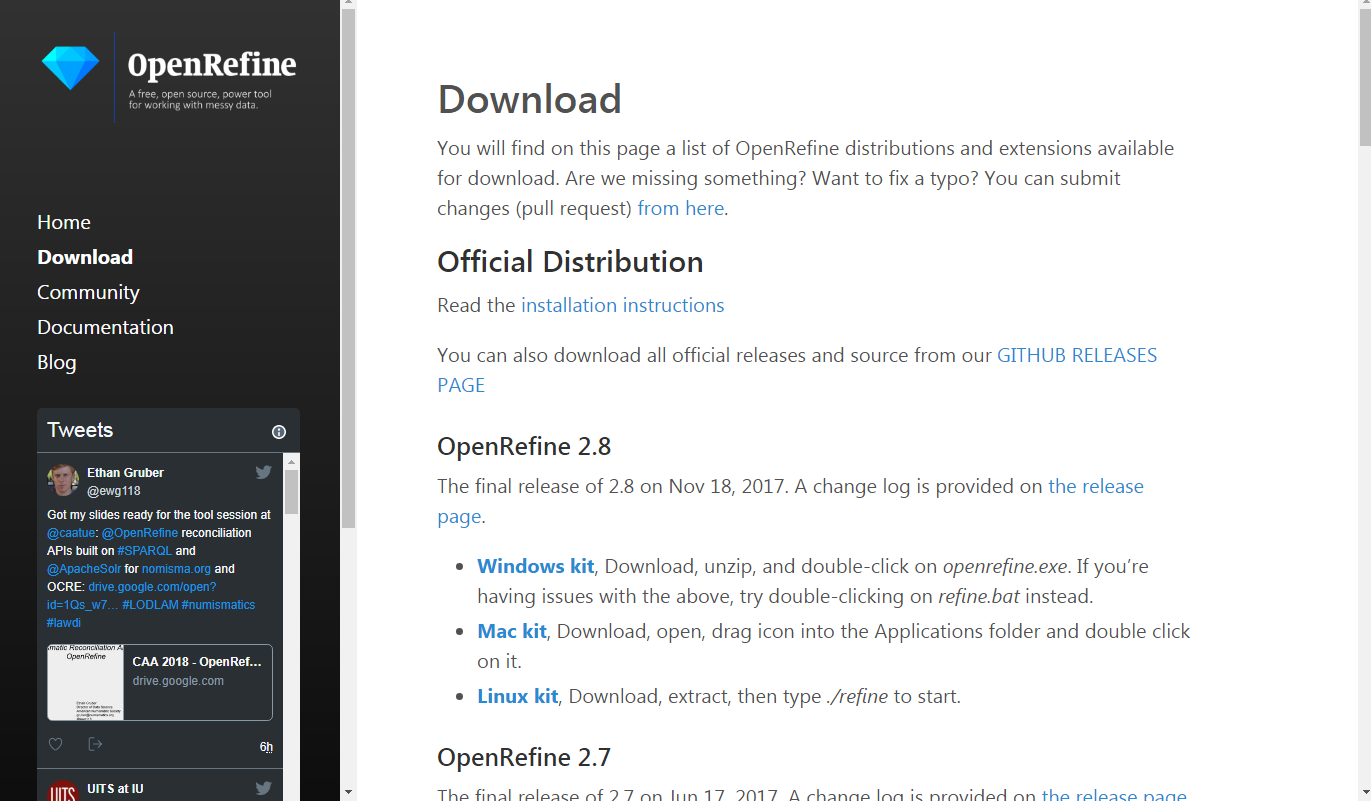 OpenRefine
A free, open source, power tool
for working with messy data.
Home
Download
Community
Documentation
Blog
Tweets
Ethan Gruber
@ewg118
Got my slides ready for the tool session at
@caatue: @OpenRefine reconciliation
APIs built on #SPARQL and
@ApacheSolr for nomisma.org and
OCRE: drive.google.com/open?
id=1Qs_w7… #LODLAM #numismatics
#lawdi
OpenRefine
CAA 2018 - OpenRef…
drive.google.com
6h
UITS
UITS at IU
Download
You will find on this page a list of OpenRefine distributions and extensions available
for download. Are we missing something? Want to fix a typo? You can submit
changes (pull request) from here.
Official Distribution
Read the installation instructions
You can also download all official releases and source from our GITHUB RELEASES
PAGE
OpenRefine 2.8
The final release of 2.8 on Nov 18, 2017. A change log is provided on the release
page.
• Windows kit, Download, unzip, and double-click on openrefine.exe. If you’re
having issues with the above, try double-clicking on refine.bat instead.
• Mac kit, Download, open, drag icon into the Applications folder and double click
on it.
• Linux kit, Download, extract, then type ./refine to start.
OpenRefine 2.7
The final release of 2.7 on Jun 17, 2017. A change log is provided on the release page